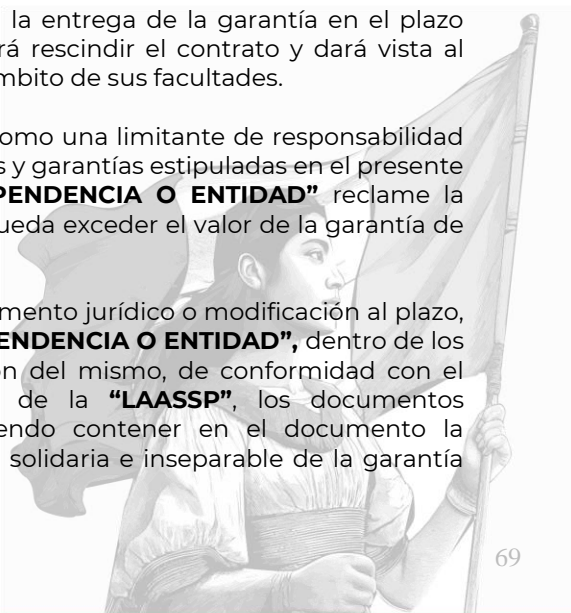 la entrega de la garantía en el plazo
rá rescindir el contrato y dará vista al
mbito de sus facultades.
omo una limitante de responsabilidad
s y garantías estipuladas en el presente
PENDENCIA O ENTIDAD” reclame la
ueda exceder el valor de la garantía de
mento jurídico o modificación al plazo,
ENDENCIA O ENTIDAD”, dentro de los
ón del mismo, de conformidad con el
de la “LAASSP”, los documentos
endo contener en el documento la
solidaria e inseparable de la garantía
69